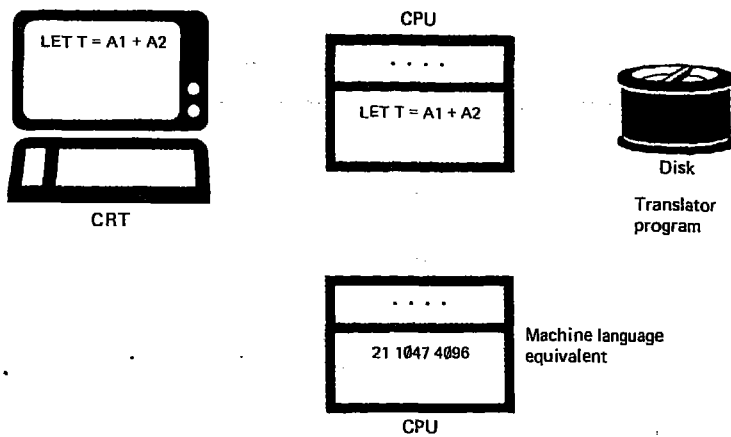 CPU
LET T = A1 + A2
. . . .
LET T = A1 + A2
Disk
Translator
program
CRT
. . . .
21 1Ø47 4Ø96
Machine language
equivalent
CPU